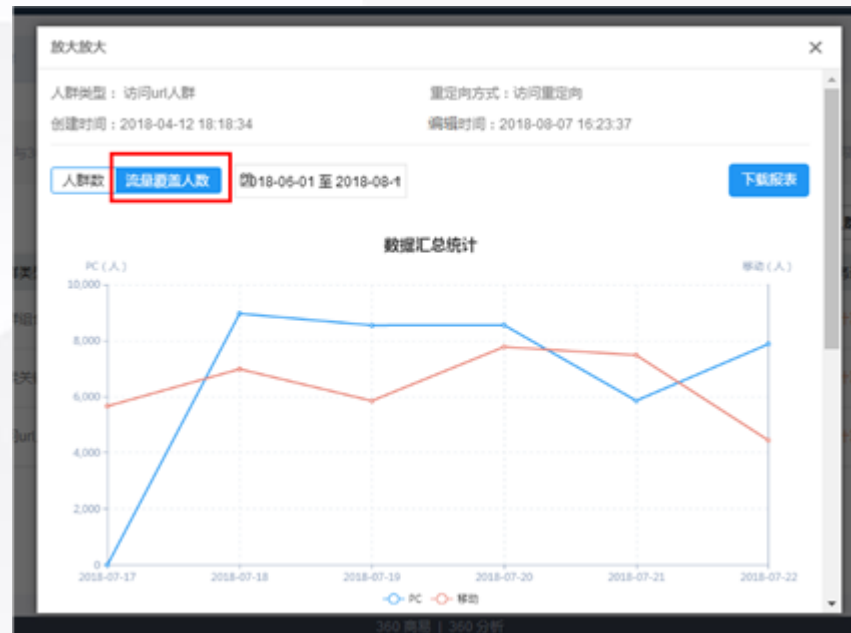 放大放大
人群类型：访问url人群
重定向方式：访问重定向
创建时间：2018-04-12 18:18:34
编辑时间：2018-08-07 16:23:37
人群数 流量覆盖人数 2018-06-01 至 2018-08-1 下载报表
数据汇总统计
PC（人）
移动（人）
10,000
8,000
6,000
4,000
2,000
0
2018-07-17 2018-07-18 2018-07-19 2018-07-20 2018-07-21 2018-07-22
PC 移动
360 商易 | 360 分析